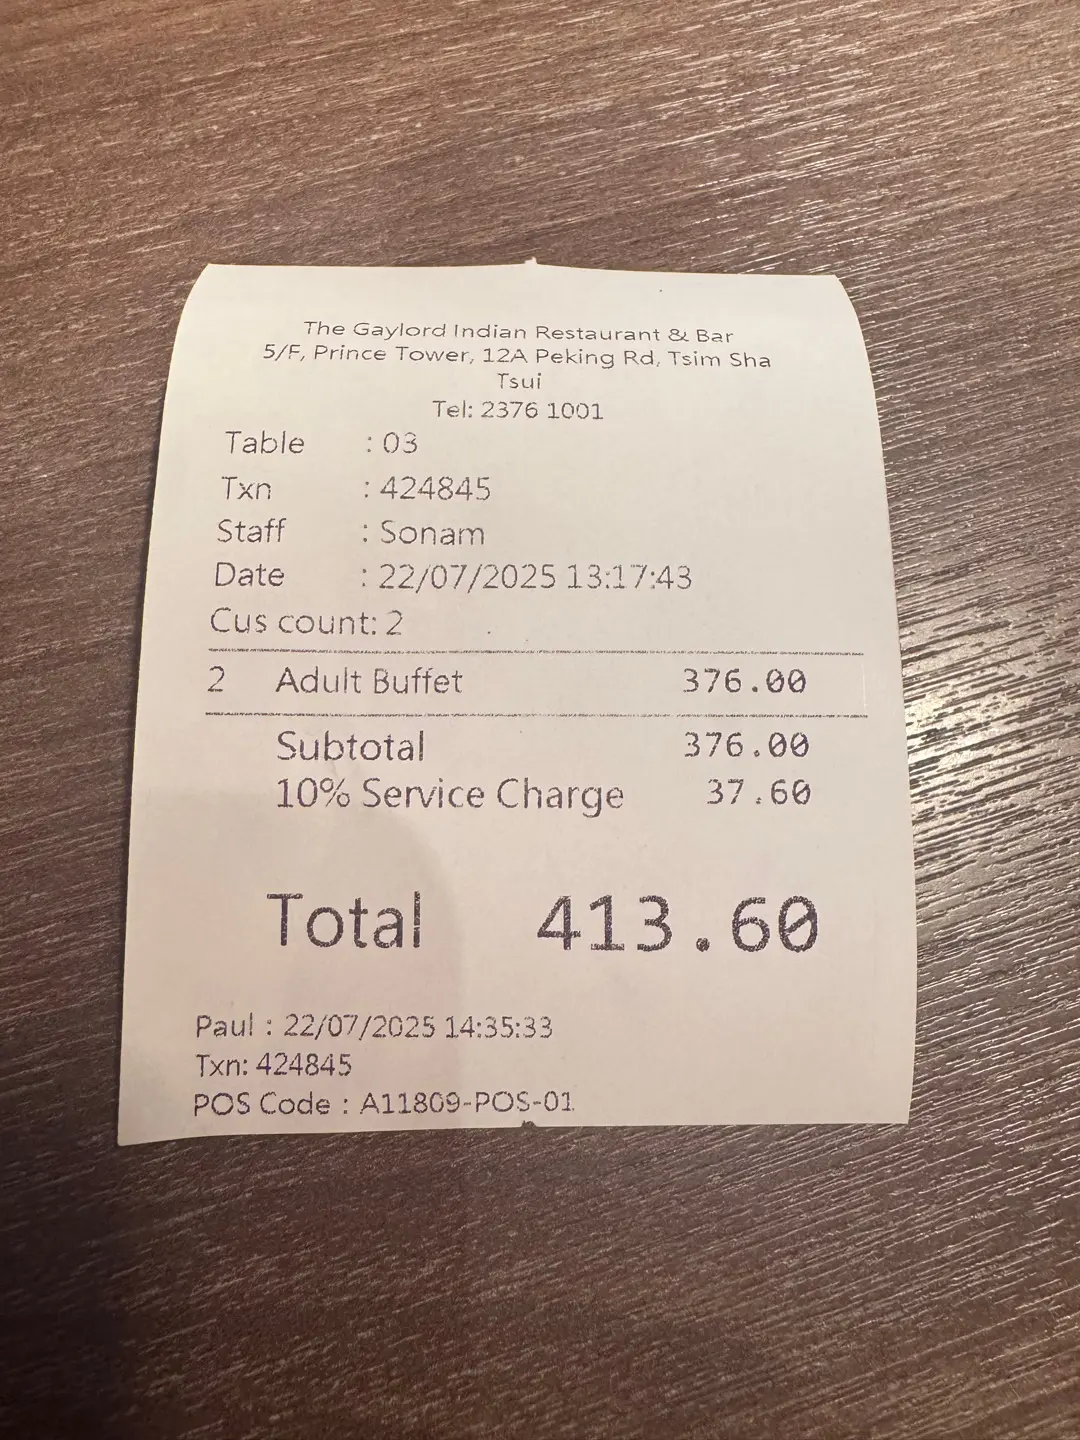 The Gaylord Indian Restaurant & Bar
5/F, Prince Tower, 12A Peking Rd, Tsim Sha
Tsui
Tel: 2376 1001
Table : 03
Txn : 424845
Staff : Sonam
Date : 22/07/2025 13:17:43
Cus count: 2
2 Adult Buffet 376.00
Subtotal 376.00
10% Service Charge 37.60
Total 413.60
Paul : 22/07/2025 14:35:33
Txn: 424845
POS Code : A11809-POS-01